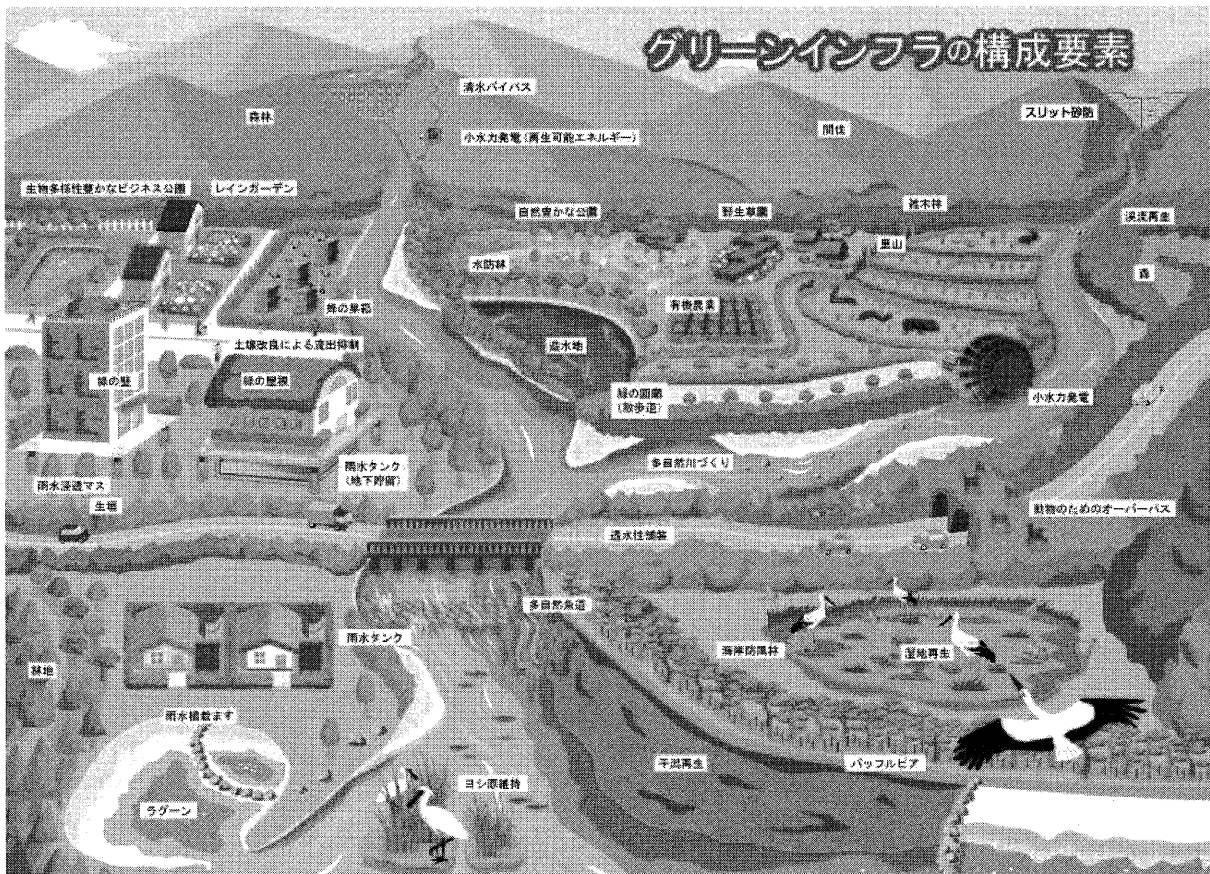 グリーンインフラの構成要素
清水バイパス
森林
スリット砂防
小水力発電(再生可能エネルギー)
間伐
生物多様性豊かなビジネス公園
レインガーデン
自然豊かな公園
野生草園
雑木林
渓流再生
里山
水防林
森
蜂の巣箱
有機農業
土壌改良による流出抑制
遊水地
緑の壁
緑の屋根
緑の回廊
(散歩道)
小水力発電
雨水タンク
(地下貯留)
多自然川づくり
雨水浸透マス
生垣
動物のためのオーバーパス
透水性舗装
多自然魚道
雨水タンク
海岸防風林
湿地再生
林地
雨水植栽ます
干潟再生
バッフルピア
ヨシ原維持
ラグーン